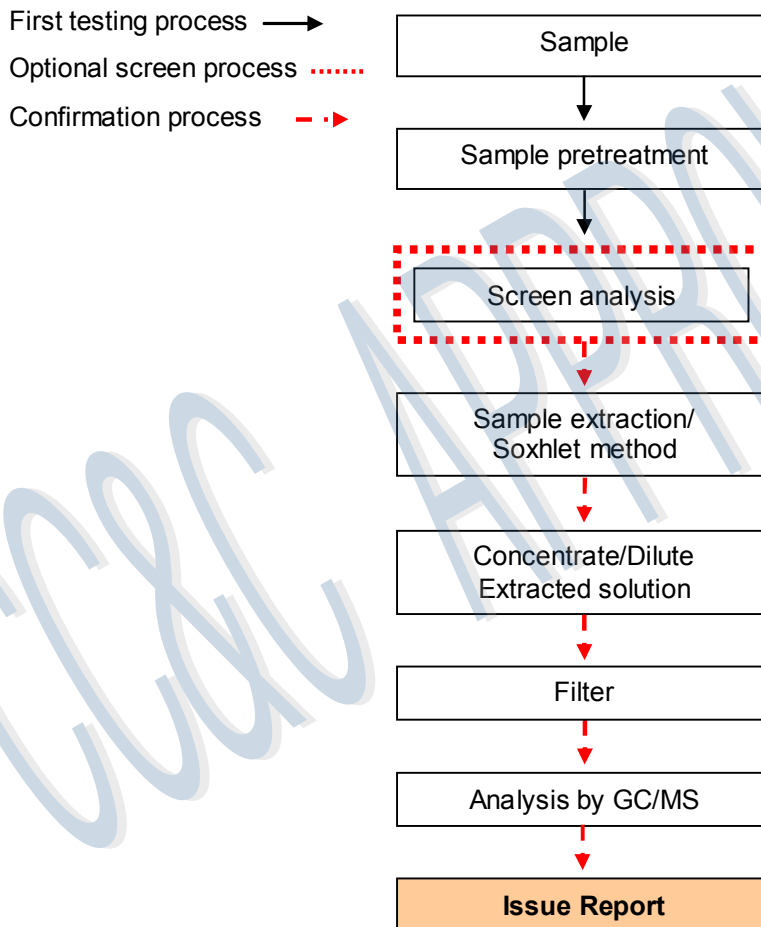 First testing process
Optional screen process
Confirmation process
Sample
Sample pretreatment
Screen analysis
Sample extraction/
Soxhlet method
Concentrate/Dilute
Extracted solution
Filter
Analysis by GC/MS
Issue Report